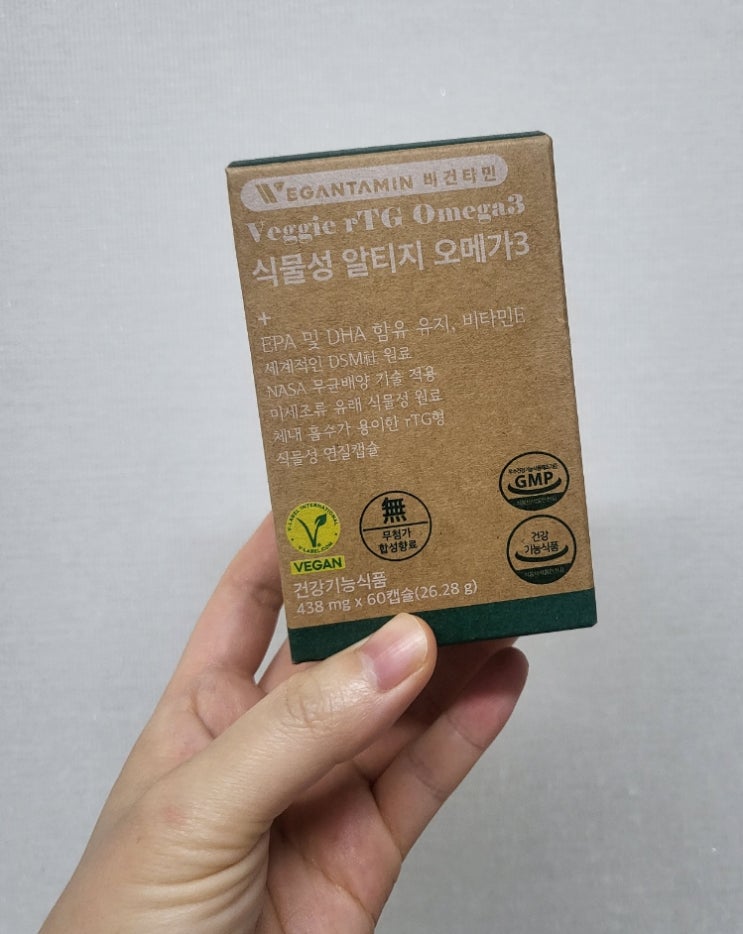 VEGANTAMIN 비건타민
Veggie rTG Omega3
식물성 알티지 오메가3
+
EPA 및 DHA 함유 유지, 비타민E
세계적인 DSM社 원료
NASA 무균배양 기술 적용
미세조류 유래 식물성 원료
체내 흡수가 용이한 rTG형
식물성 연질캡슐
V-LABEL INTERNATIONAL
V-LABEL.COM
VEGAN
無
무첨가
합성향료
GMP
건강
기능식품
건강기능식품
438 mg x 60캡슐(26.28 g)